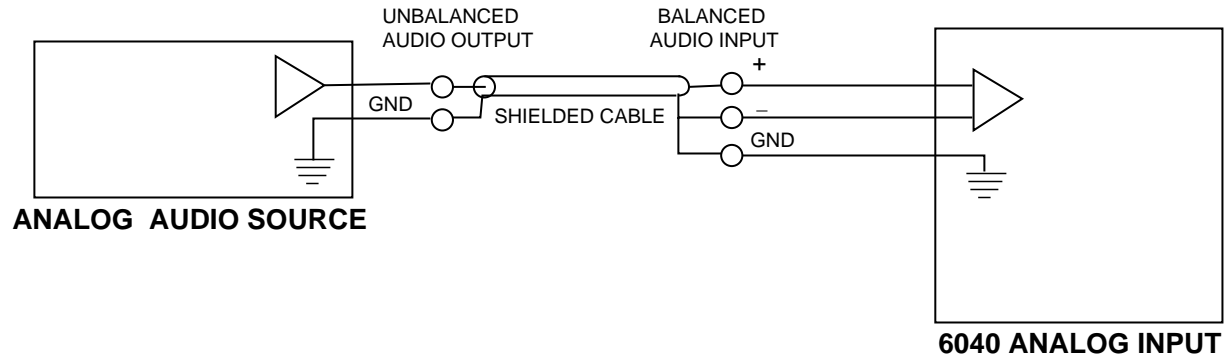 UNBALANCED
AUDIO OUTPUT
BALANCED
AUDIO INPUT
+
GND
SHIELDED CABLE
–
GND
ANALOG AUDIO SOURCE
6040 ANALOG INPUT